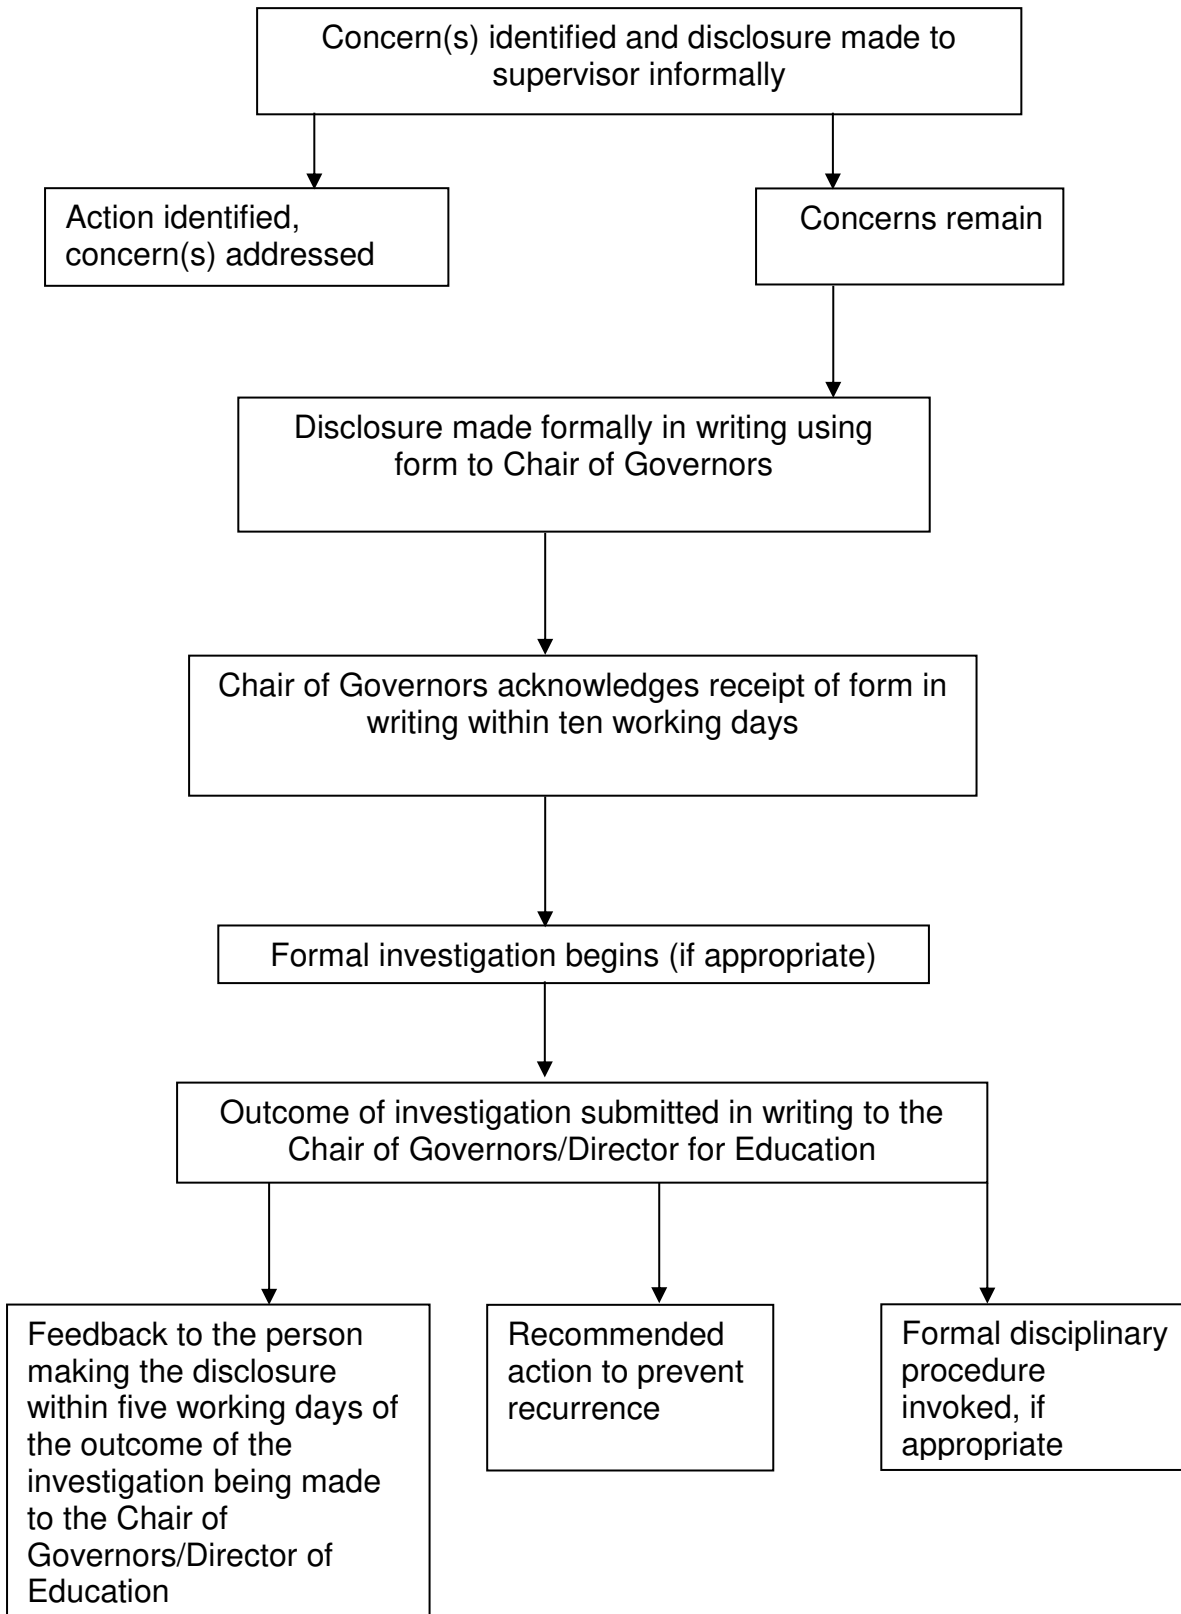 Concern(s) identified and disclosure made to
supervisor informally
Action identified,
concern(s) addressed
Concerns remain
Disclosure made formally in writing using
form to Chair of Governors
Chair of Governors acknowledges receipt of form in
writing within ten working days
Formal investigation begins (if appropriate)
Outcome of investigation submitted in writing to the
Chair of Governors/Director for Education
Feedback to the person
making the disclosure
within five working days of
the outcome of the
investigation being made
to the Chair of
Governors/Director of
Education
Recommended
action to prevent
recurrence
Formal disciplinary
procedure
invoked, if
appropriate